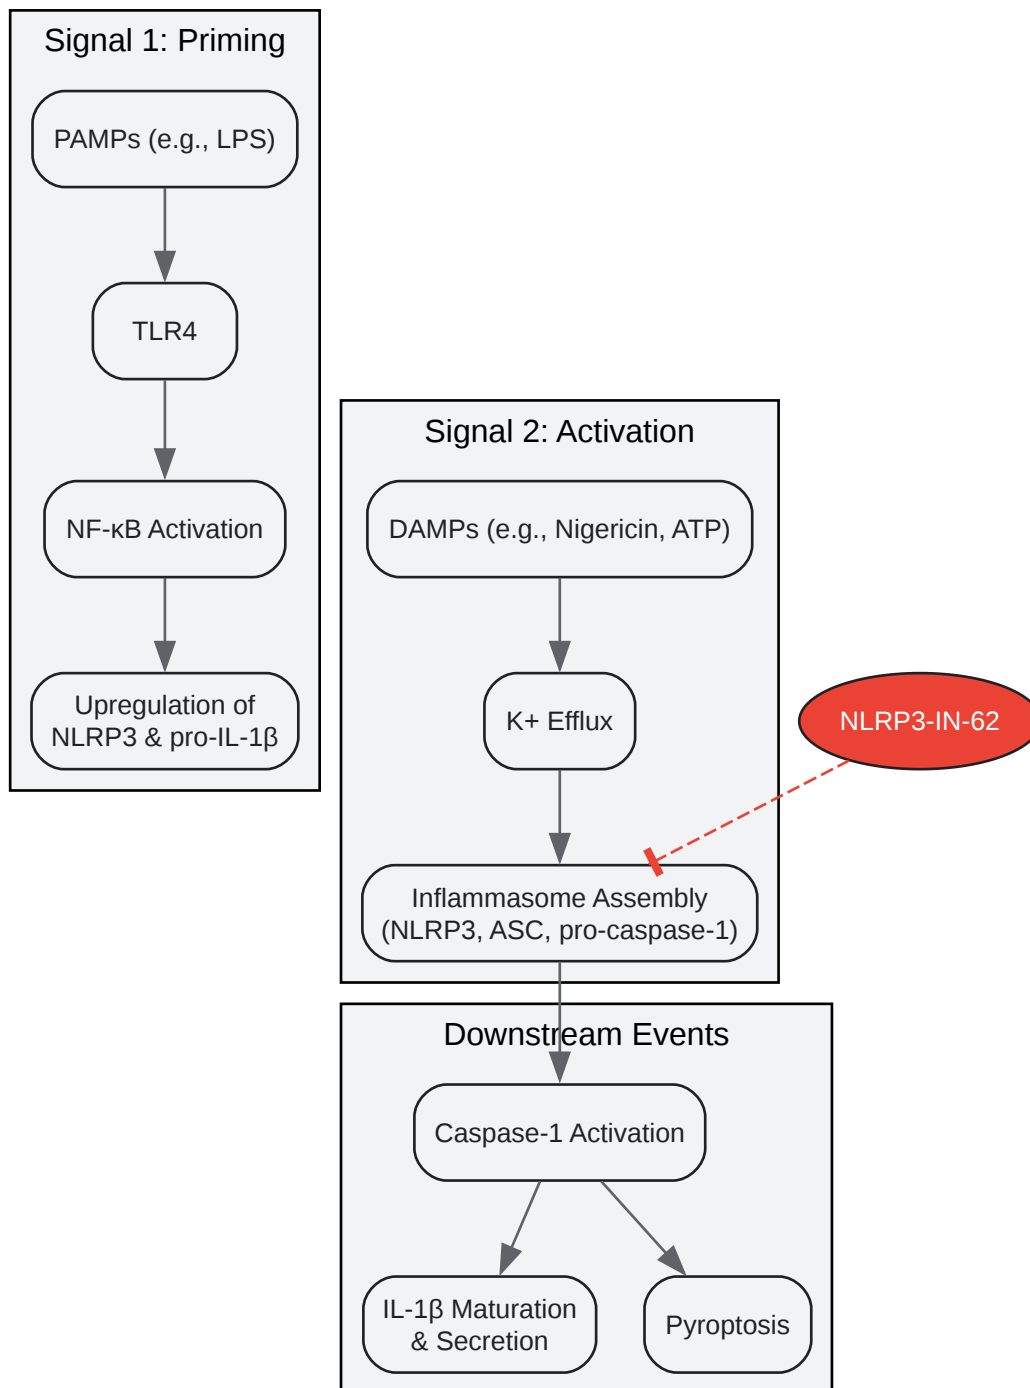 Signal 1: Priming
PAMPs (e.g., LPS)
TLR4
NF-κB Activation
Upregulation of
NLRP3 & pro-IL-1β
Signal 2: Activation
DAMPs (e.g., Nigericin, ATP)
K+ Efflux
NLRP3-IN-62
Inflammasome Assembly
(NLRP3, ASC, pro-caspase-1)
Downstream Events
Caspase-1 Activation
IL-1β Maturation
& Secretion
Pyroptosis